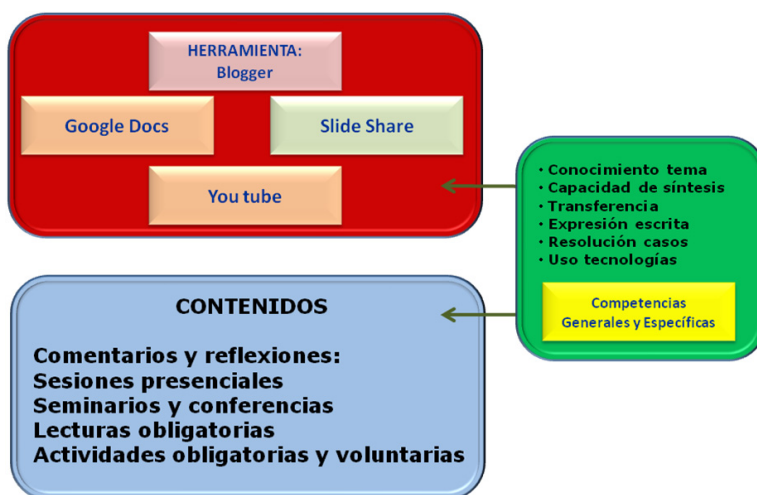 HERRAMIENTA:
Blogger
Google Docs
Slide Share
You tube
· Conocimiento tema
· Capacidad de síntesis
· Transferencia
· Expresión escrita
· Resolución casos
· Uso tecnologías
Competencias
Generales y Específicas
CONTENIDOS
Comentarios y reflexiones:
Sesiones presenciales
Seminarios y conferencias
Lecturas obligatorias
Actividades obligatorias y voluntarias